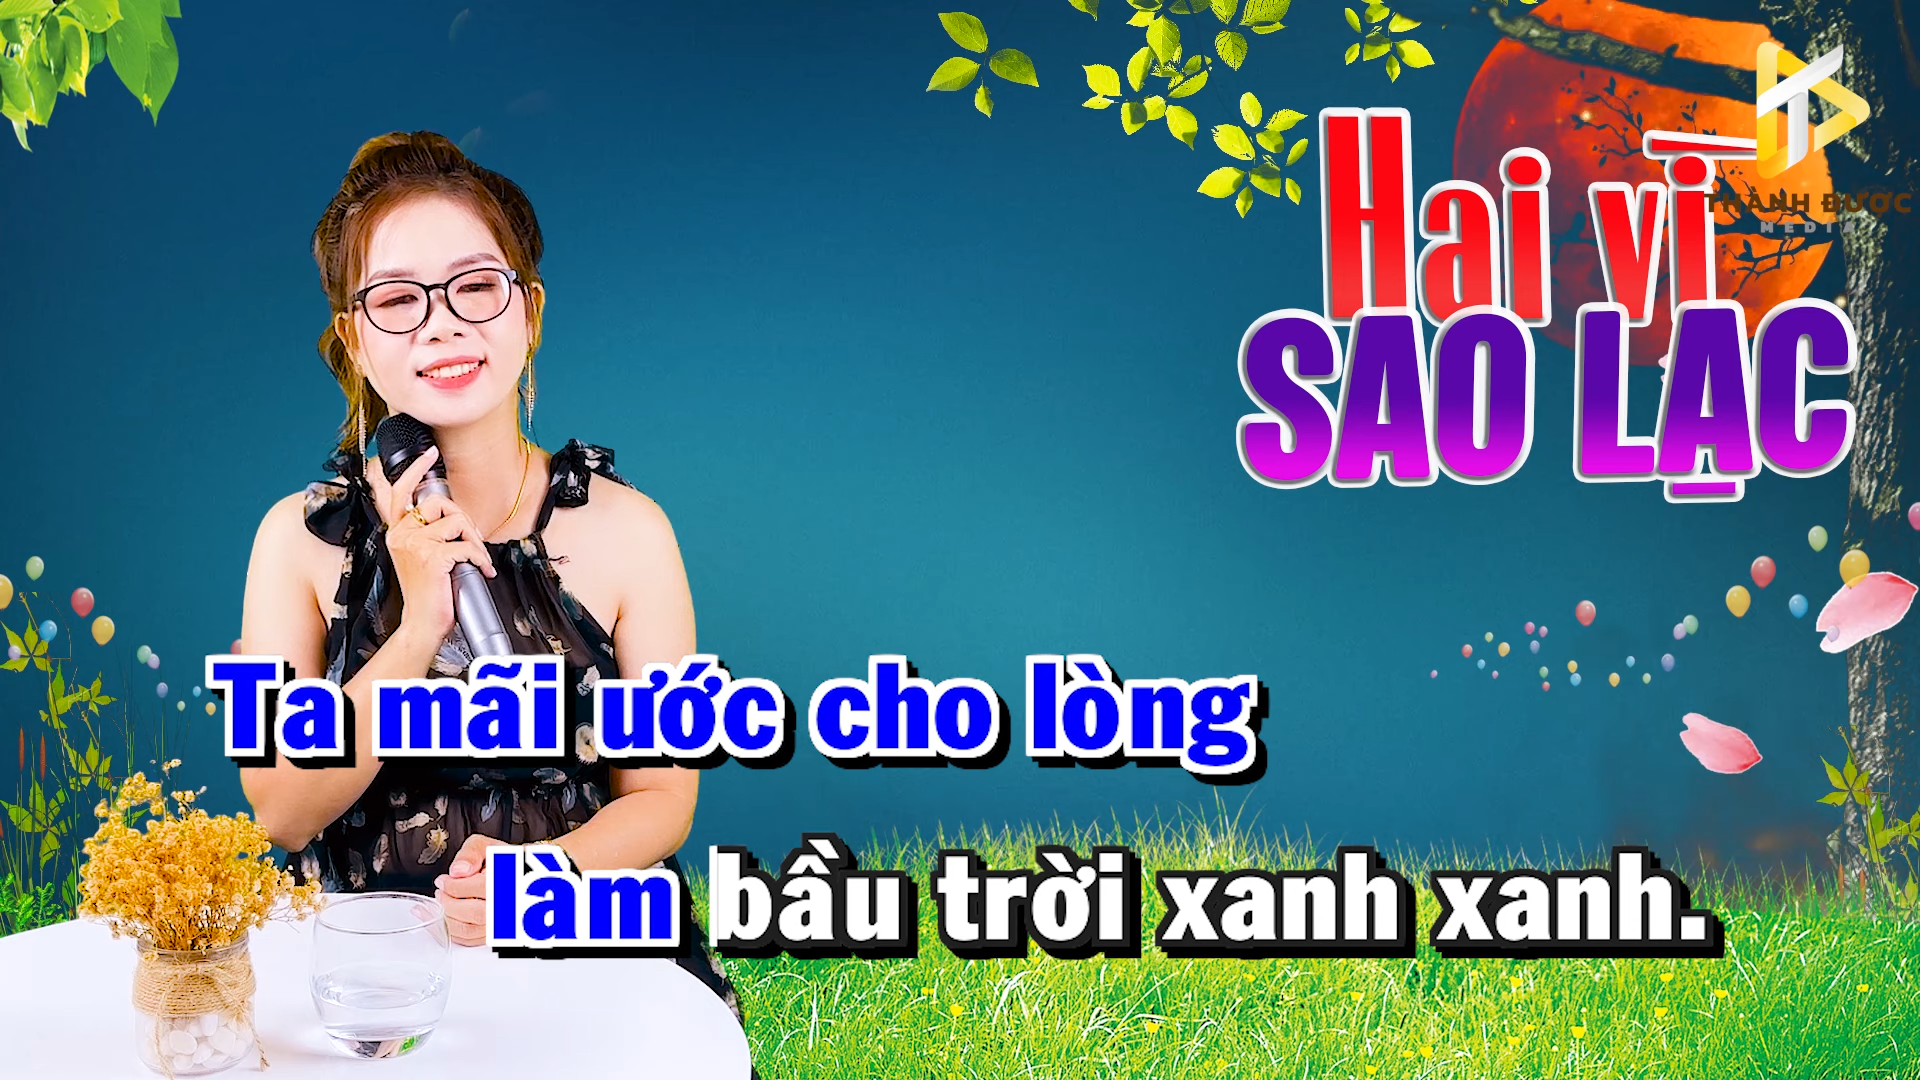 Hai vì
SAO LẠC
THÀNH ĐƯỢC
MEDIA
Ta mãi ước cho lòng
làm bầu trời xanh xanh.